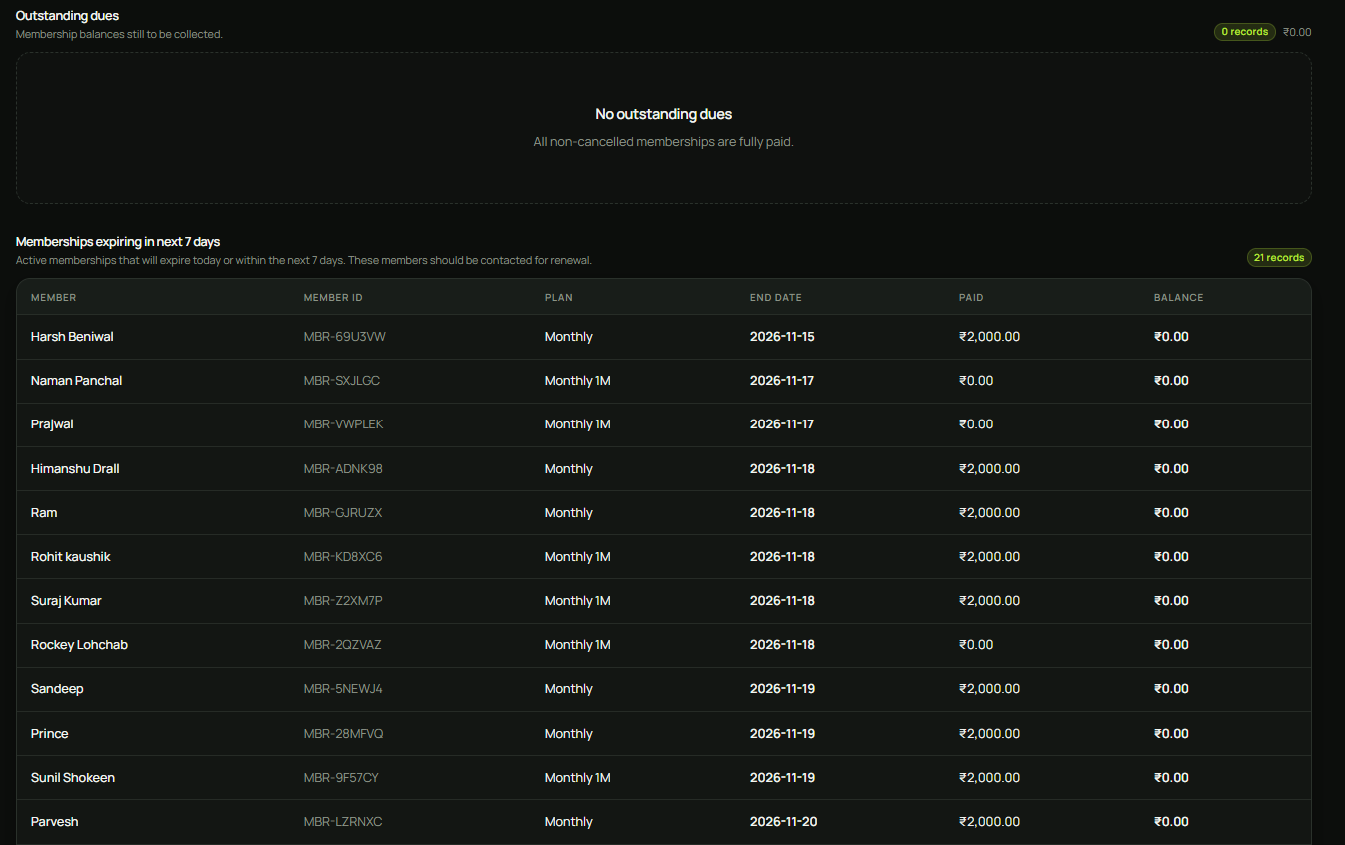 Outstanding dues
Membership balances still to be collected.
0 records ₹0.00
No outstanding dues
All non-cancelled memberships are fully paid.
Memberships expiring in next 7 days
Active memberships that will expire today or within the next 7 days. These members should be contacted for renewal.
21 records
MEMBER MEMBER ID PLAN END DATE PAID BALANCE
Harsh Beniwal MBR-69U3VW Monthly 2026-11-15 ₹2,000.00 ₹0.00
Naman Panchal MBR-SXJLGC Monthly 1M 2026-11-17 ₹0.00 ₹0.00
Prajwal MBR-VWPLEK Monthly 1M 2026-11-17 ₹0.00 ₹0.00
Himanshu Drall MBR-ADNK98 Monthly 2026-11-18 ₹2,000.00 ₹0.00
Ram MBR-GJRUZX Monthly 2026-11-18 ₹2,000.00 ₹0.00
Rohit kaushik MBR-KD8XC6 Monthly 1M 2026-11-18 ₹2,000.00 ₹0.00
Suraj Kumar MBR-Z2XM7P Monthly 1M 2026-11-18 ₹2,000.00 ₹0.00
Rockey Lohchab MBR-2QZVAZ Monthly 1M 2026-11-18 ₹0.00 ₹0.00
Sandeep MBR-5NEWJ4 Monthly 2026-11-19 ₹2,000.00 ₹0.00
Prince MBR-28MFVQ Monthly 2026-11-19 ₹2,000.00 ₹0.00
Sunil Shokeen MBR-9F57CY Monthly 1M 2026-11-19 ₹2,000.00 ₹0.00
Parvesh MBR-LZRNXC Monthly 2026-11-20 ₹2,000.00 ₹0.00